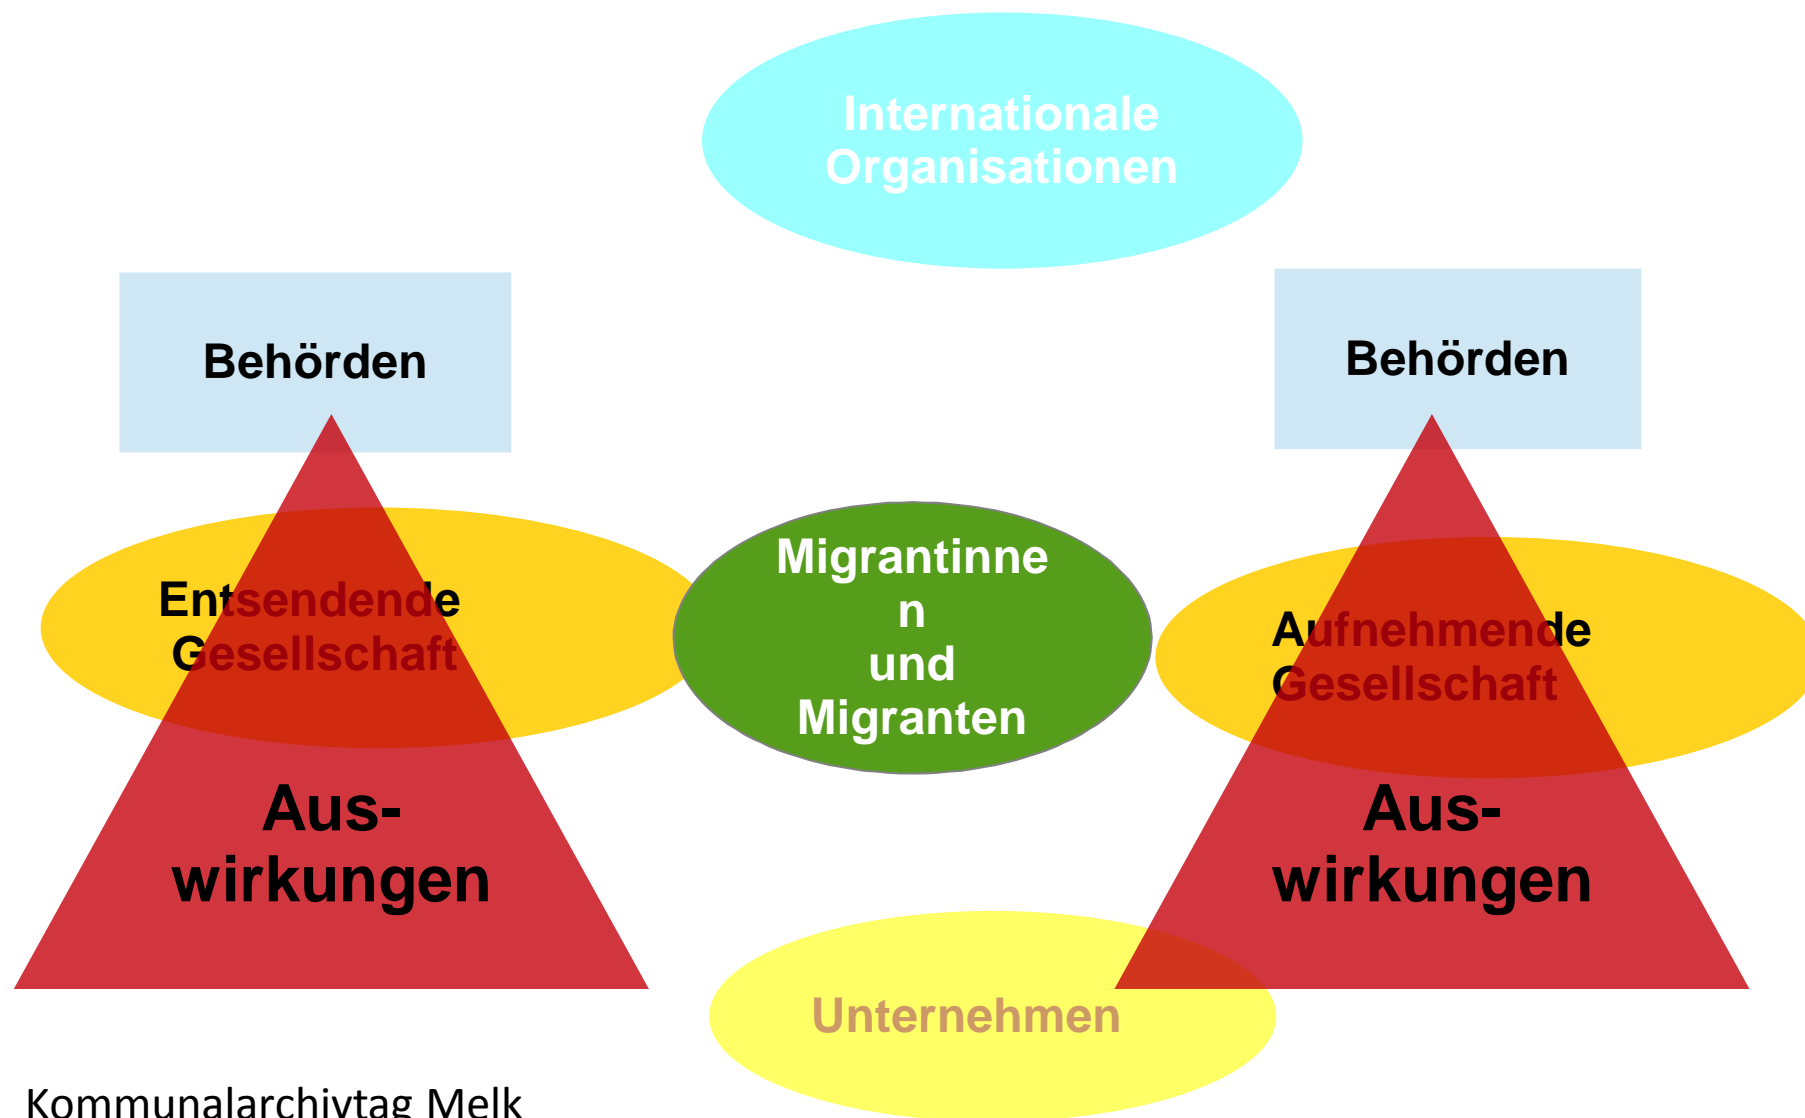 Internationale
Organisationen
Behörden
Behörden
Entsendende
Gesellschaft
Migrantinne
n
und
Migranten
Aufnehmende
Gesellschaft
Aus-
wirkungen
Aus-
wirkungen
Unternehmen
Kommunalarchivtag Melk